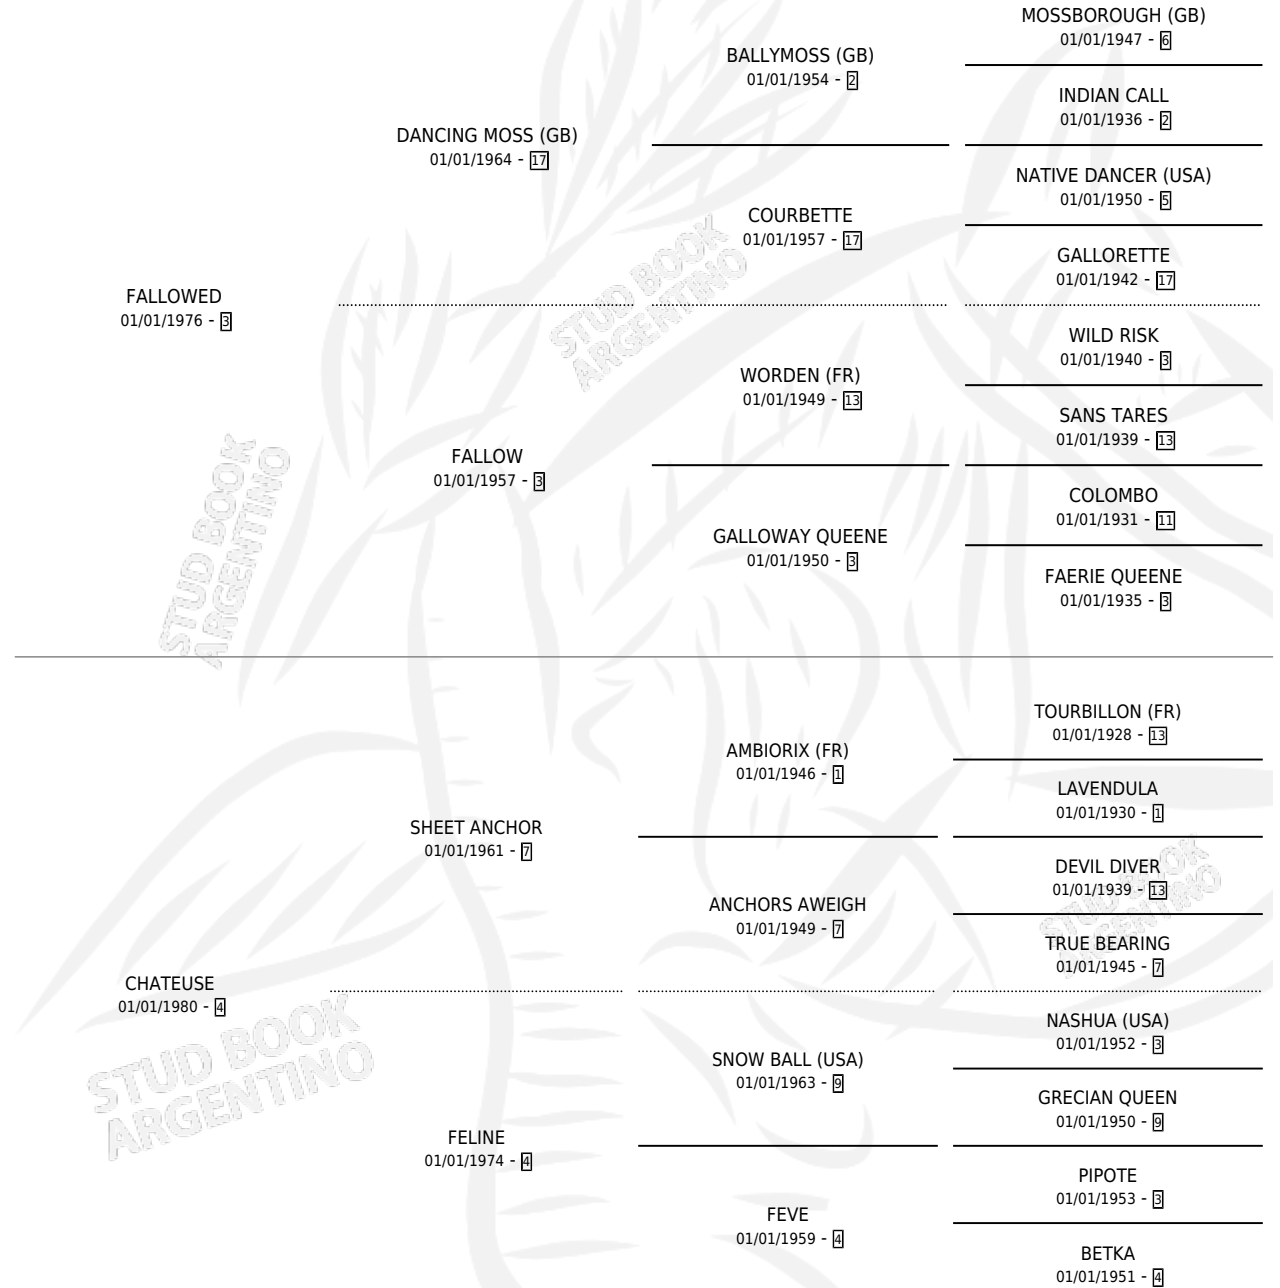 MOSSBOROUGH (GB)
01/01/1947 - 6
BALLYMOSS (GB)
01/01/1954 - 2
INDIAN CALL
01/01/1936 - 2
DANCING MOSS (GB)
01/01/1964 - 17
NATIVE DANCER (USA)
01/01/1950 - 5
COURBETTE
01/01/1957 - 17
GALLORETTE
01/01/1942 - 17
FALLOWED
01/01/1976 - 3
WILD RISK
01/01/1940 - 3
WORDEN (FR)
01/01/1949 - 13
SANS TARES
01/01/1939 - 13
FALLOW
01/01/1957 - 3
COLOMBO
01/01/1931 - 11
GALLOWAY QUEENE
01/01/1950 - 3
FAERIE QUEENE
01/01/1935 - 3
TOURBILLON (FR)
01/01/1928 - 13
AMBIORIX (FR)
01/01/1946 - 1
LAVENDULA
01/01/1930 - 1
SHEET ANCHOR
01/01/1961 - 7
DEVIL DIVER
01/01/1939 - 13
ANCHORS AWEIGH
01/01/1949 - 7
TRUE BEARING
01/01/1945 - 7
CHATEUSE
01/01/1980 - 4
NASHUA (USA)
01/01/1952 - 3
SNOW BALL (USA)
01/01/1963 - 9
GRECIAN QUEEN
01/01/1950 - 9
FELINE
01/01/1974 - 4
PIPOTE
01/01/1953 - 3
FEVE
01/01/1959 - 4
BETKA
01/01/1951 - 4
STUD BOOK
ARGENTINO
STUD BOOK
ARGENTINO
STUD BOOK
ARGENTINO
STUD BOOK
ARGENTINO